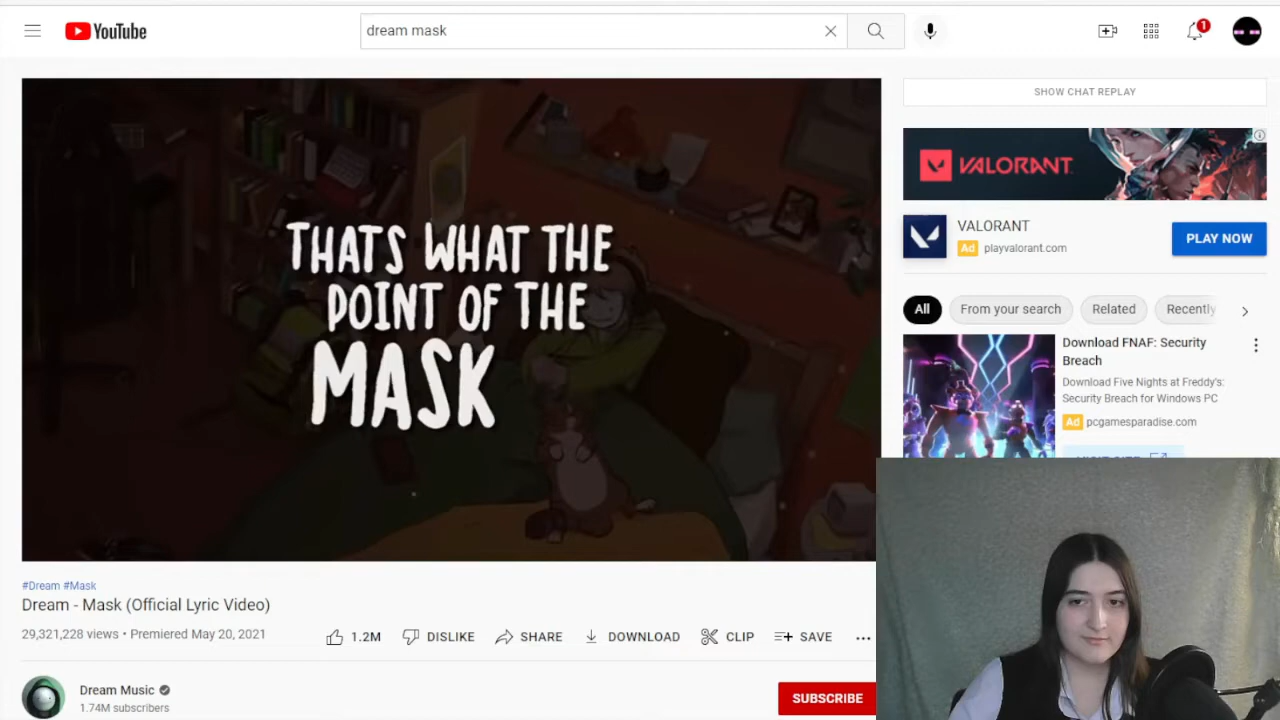 YouTube
dream mask
1
THATS WHAT THE
POINT OF THE
MASK
SHOW CHAT REPLAY
VALORANT
VALORANT
Ad playvalorant.com
PLAY NOW
All
From your search
Related
Recently
Download FNAF: Security
Breach
Download Five Nights at Freddy's:
Security Breach for Windows PC
Ad pcgamesparadise.com
#Dream #Mask
Dream - Mask (Official Lyric Video)
29,321,228 views • Premiered May 20, 2021
1.2M
DISLIKE
SHARE
DOWNLOAD
CLIP
SAVE
Dream Music
1.74M subscribers
SUBSCRIBE